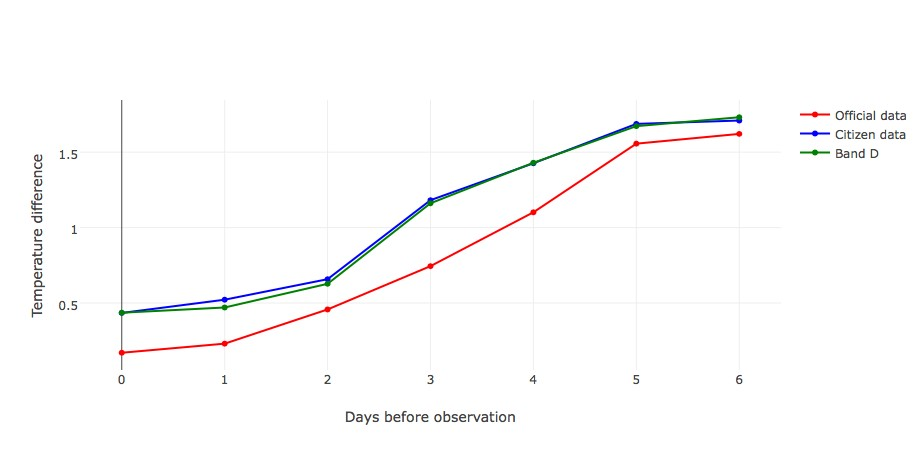 Official data
Citizen data
Band D
1.5
1
0.5
Temperature difference
0 1 2 3 4 5 6
Days before observation